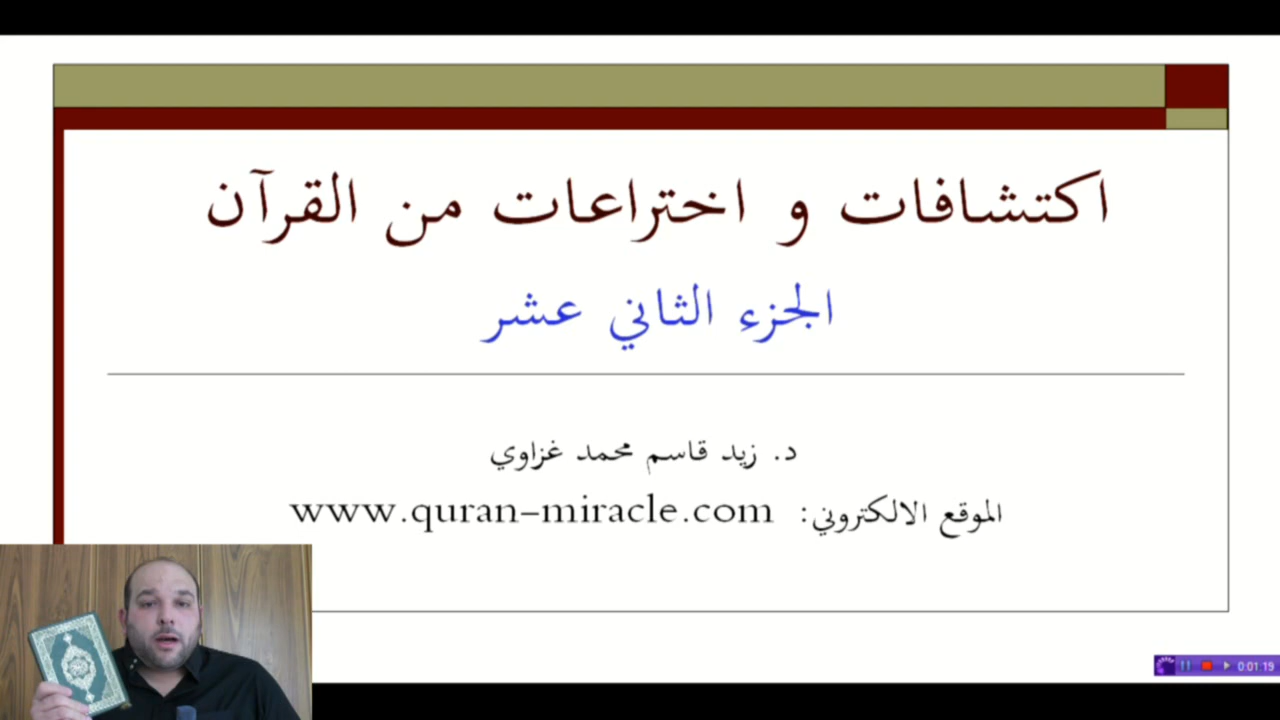 اكتشافات و اختراعات من القرآن
الجزء الثاني عشر
د. زيد قاسم محمد غزاوي
الموقع الالكتروني: www.quran-miracle.com
0:01:19